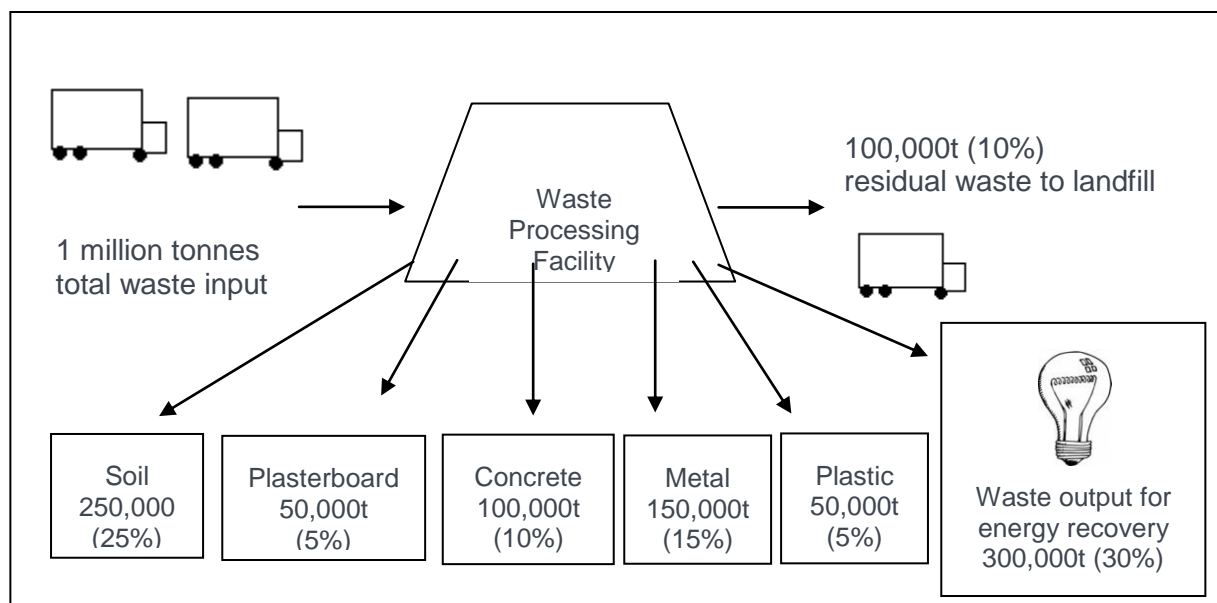 1 million tonnes
total waste input
Waste
Processing
Facility
100,000t (10%)
residual waste to landfill
Soil
250,000
(25%)
Plasterboard
50,000t
(5%)
Concrete
100,000t
(10%)
Metal
150,000t
(15%)
Plastic
50,000t
(5%)
Waste output for
energy recovery
300,000t (30%)